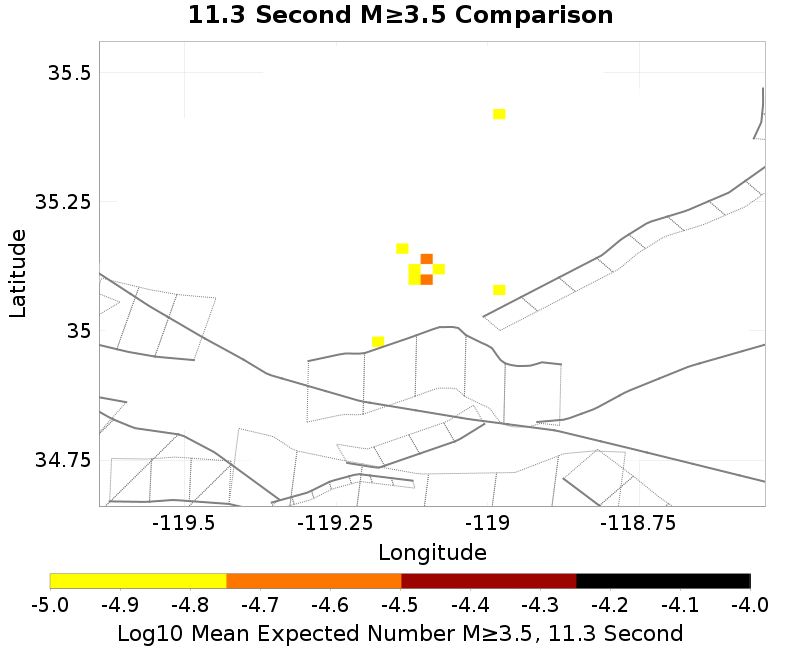 11.3 Second M≥3.5 Comparison
35.5
35.25
35
34.75
Latitude
-119.5 -119.25 -119 -118.75
Longitude
-5.0 -4.9 -4.8 -4.7 -4.6 -4.5 -4.4 -4.3 -4.2 -4.1 -4.0
Log10 Mean Expected Number M≥3.5, 11.3 Second